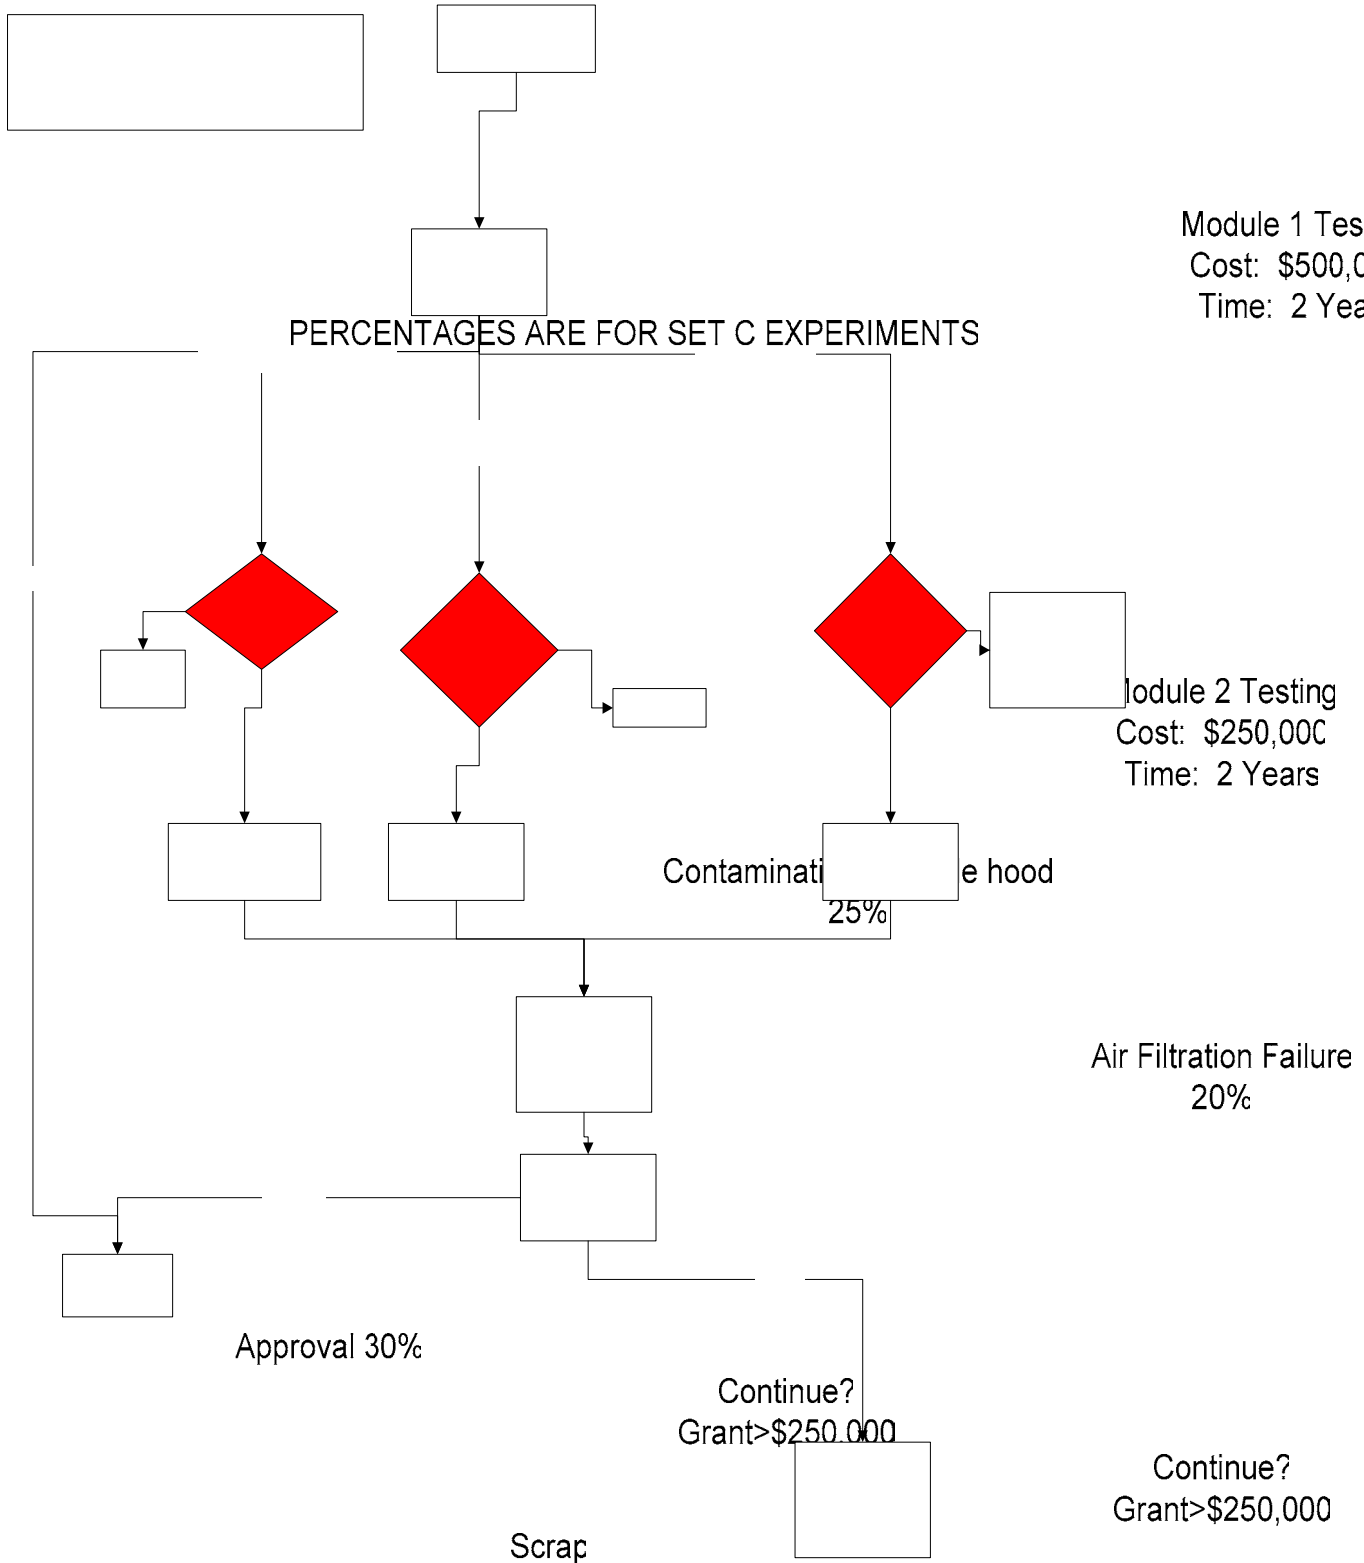 Module 1 Tes
Cost: $500,0
Time: 2 Yea
PERCENTAGES ARE FOR SET C EXPERIMENTS
Module 2 Testing
Cost: $250,000
Time: 2 Years
Contaminati e hood
25%
Air Filtration Failure
20%
Approval 30%
Continue?
Grant>$250,000
Continue?
Grant>$250,000
Scrap